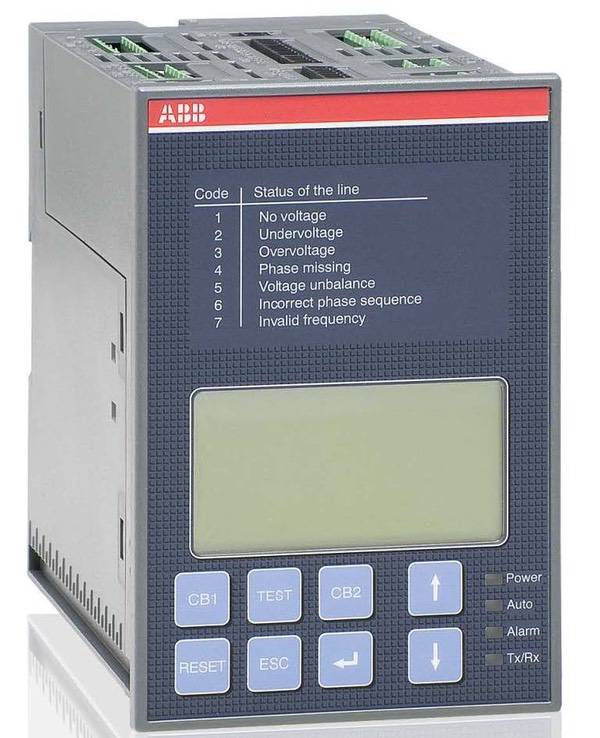 ABB
Code Status of the line
1 No voltage
2 Undervoltage
3 Overvoltage
4 Phase missing
5 Voltage unbalance
6 Incorrect phase sequence
7 Invalid frequency
CB1 TEST CB2 ↑ Power
Auto
Alarm
RESET ESC ↵ ↓ Tx/Rx